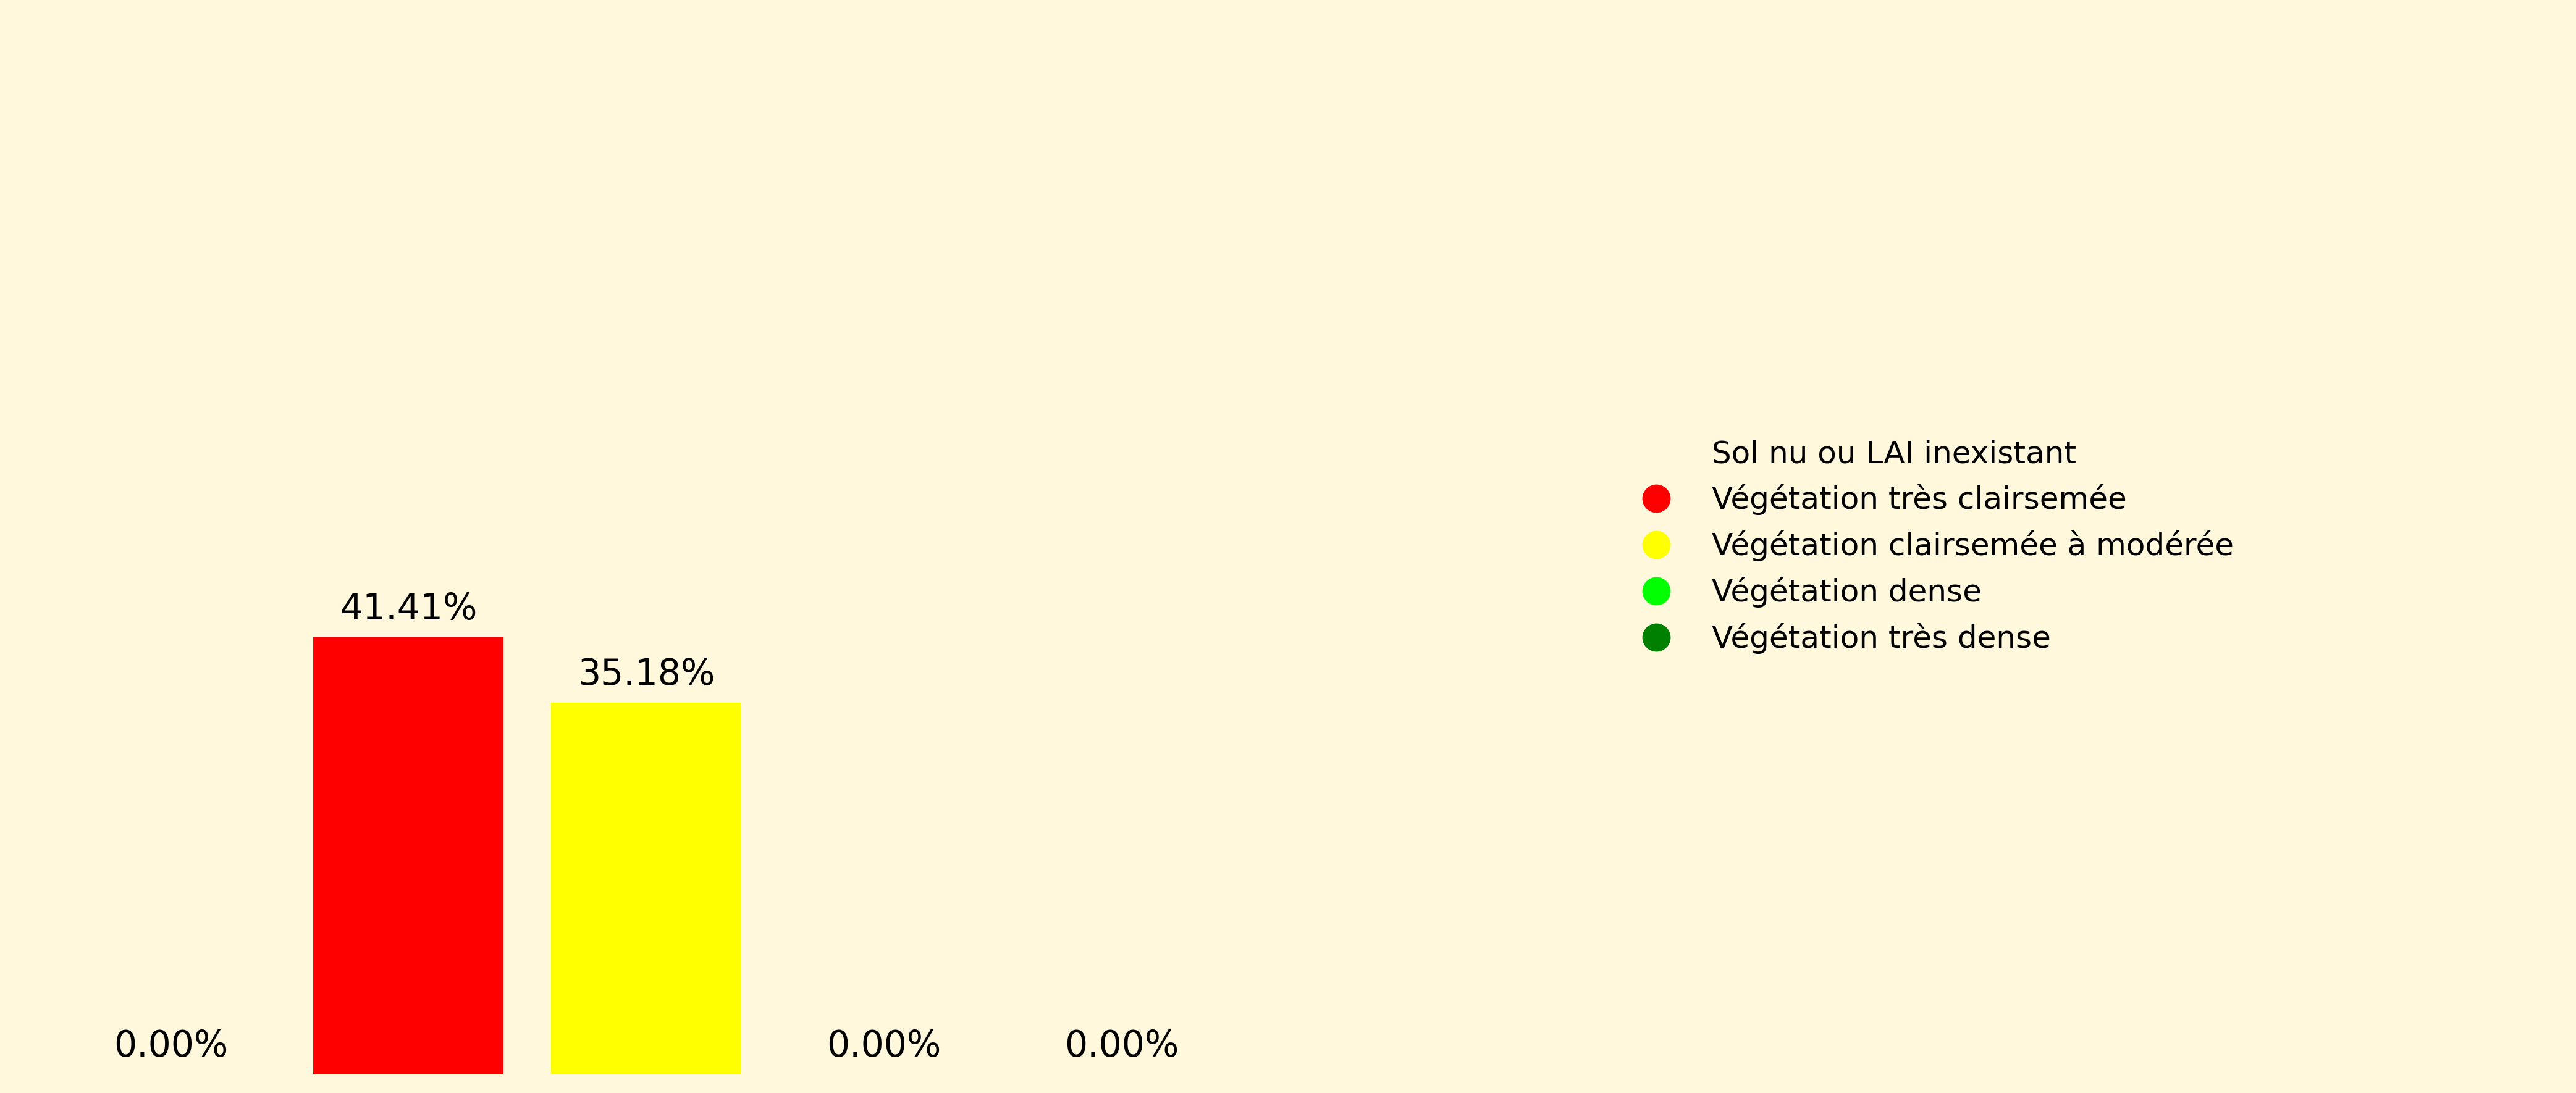 41.41%
35.18%
0.00%
0.00%
0.00%
Sol nu ou LAI inexistant
Végétation très clairsemée
Végétation clairsemée à modérée
Végétation dense
Végétation très dense